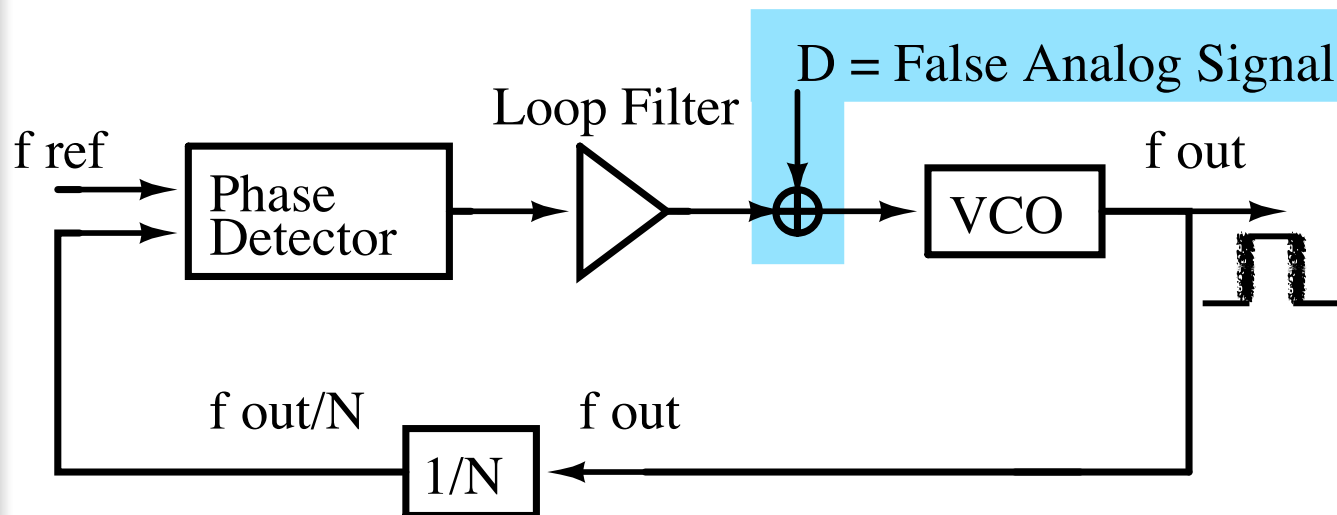 D = False Analog Signal
Loop Filter
f ref
f out
Phase
Detector
VCO
f out/N
f out
1/N